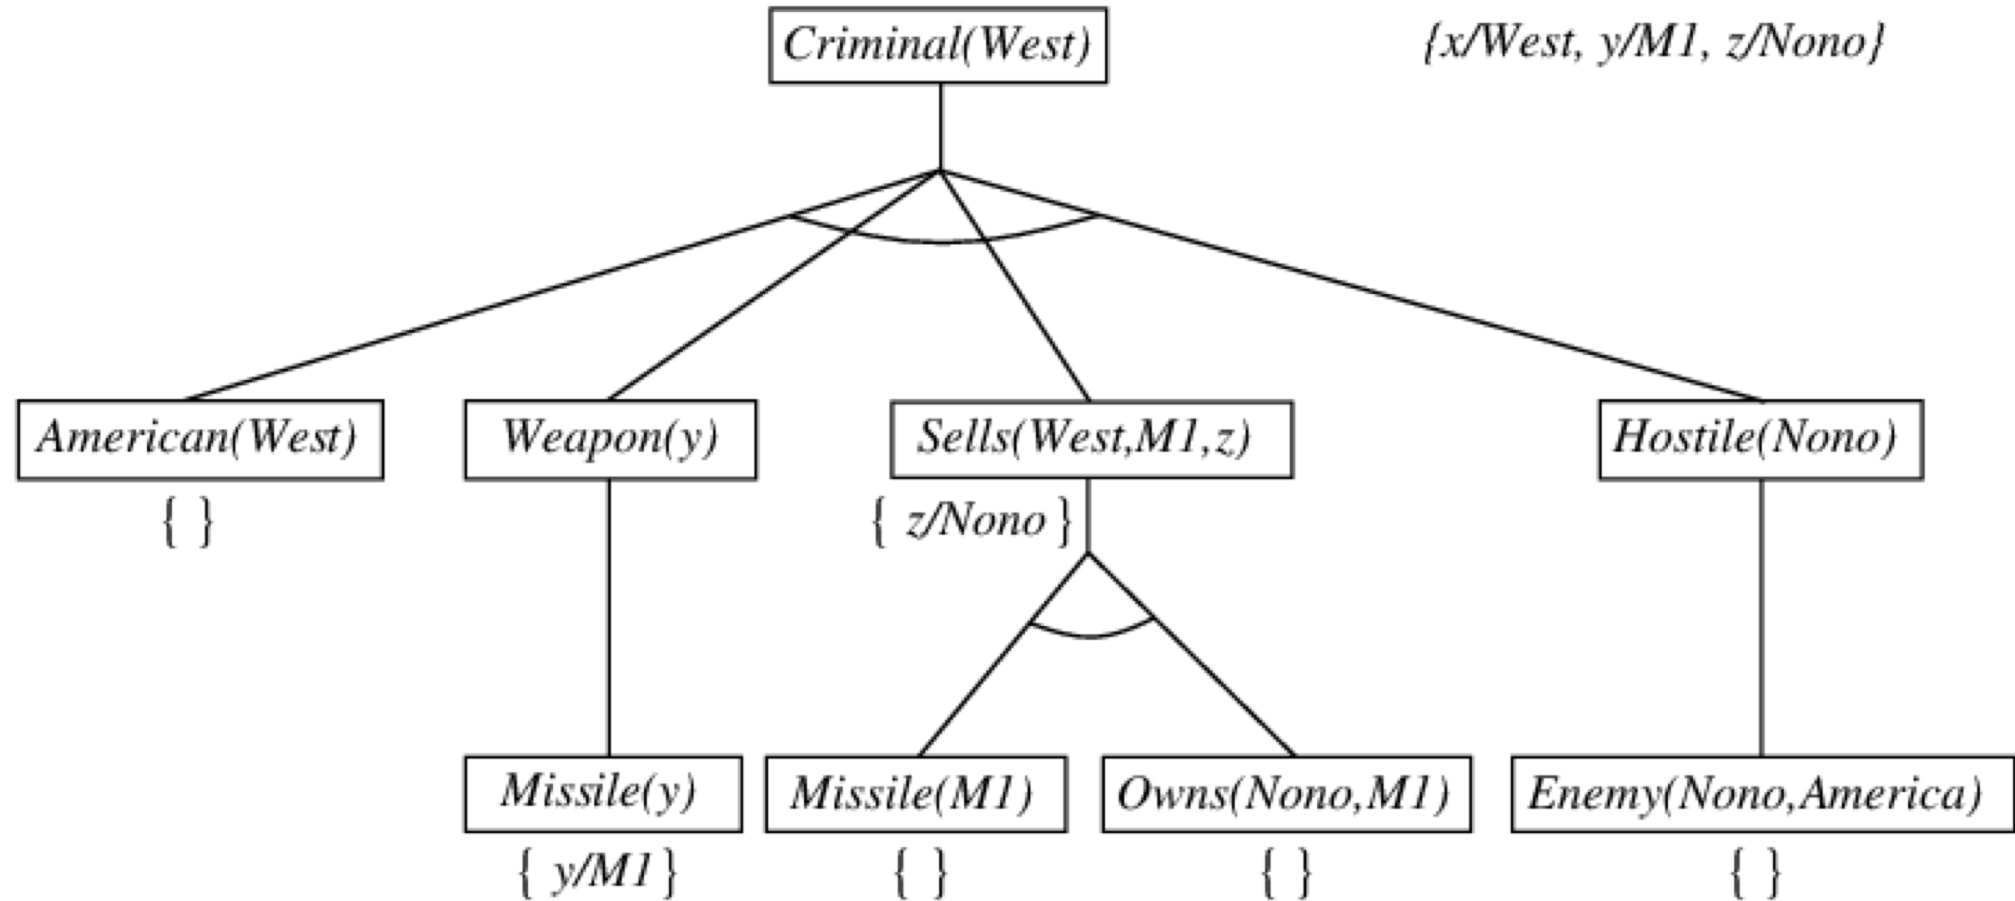 Criminal(West)
{x/West, y/M1, z/Nono}
American(West)
Weapon(y)
Sells(West,M1,z)
Hostile(Nono)
{ }
{ z/Nono }
Missile(y)
Missile(M1)
Owns(Nono,M1)
Enemy(Nono,America)
{ y/M1 }
{ }
{ }
{ }